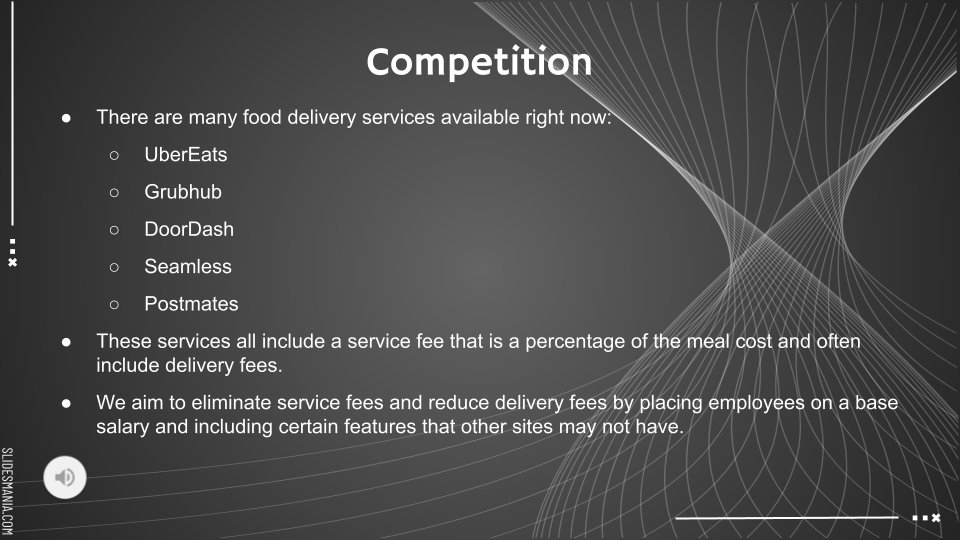 Competition
● There are many food delivery services available right now:
○ UberEats
○ Grubhub
○ DoorDash
○ Seamless
○ Postmates
● These services all include a service fee that is a percentage of the meal cost and often
include delivery fees.
● We aim to eliminate service fees and reduce delivery fees by placing employees on a base
salary and including certain features that other sites may not have.
SLIDESMANIA.COM